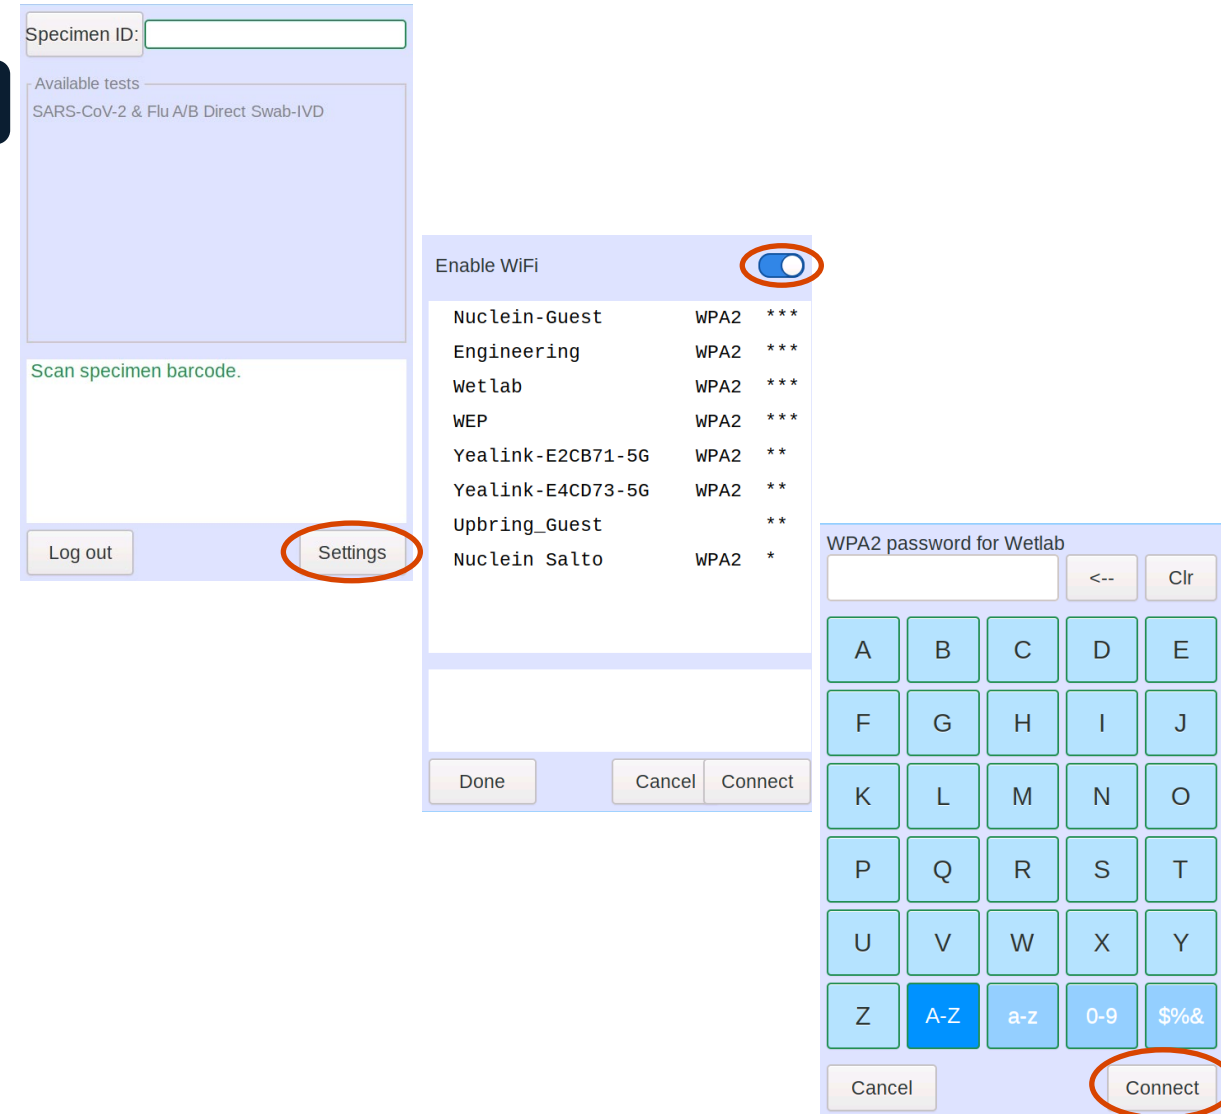 Specimen ID:
Available tests
SARS-CoV-2 & Flu A/B Direct Swab-IVD
Scan specimen barcode.
Log out Settings
Enable WiFi
Nuclein-Guest WPA2 ***
Engineering WPA2 ***
Wetlab WPA2 ***
WEP WPA2 ***
Yealink-E2CB71-5G WPA2 **
Yealink-E4CD73-5G WPA2 **
Upbring_Guest **
Nuclein Salto WPA2 *
Done Cancel Connect
WPA2 password for Wetlab
<-- Clr
A B C D E
F G H I J
K L M N O
P Q R S T
U V W X Y
Z A-Z a-z 0-9 $%&
Cancel Connect